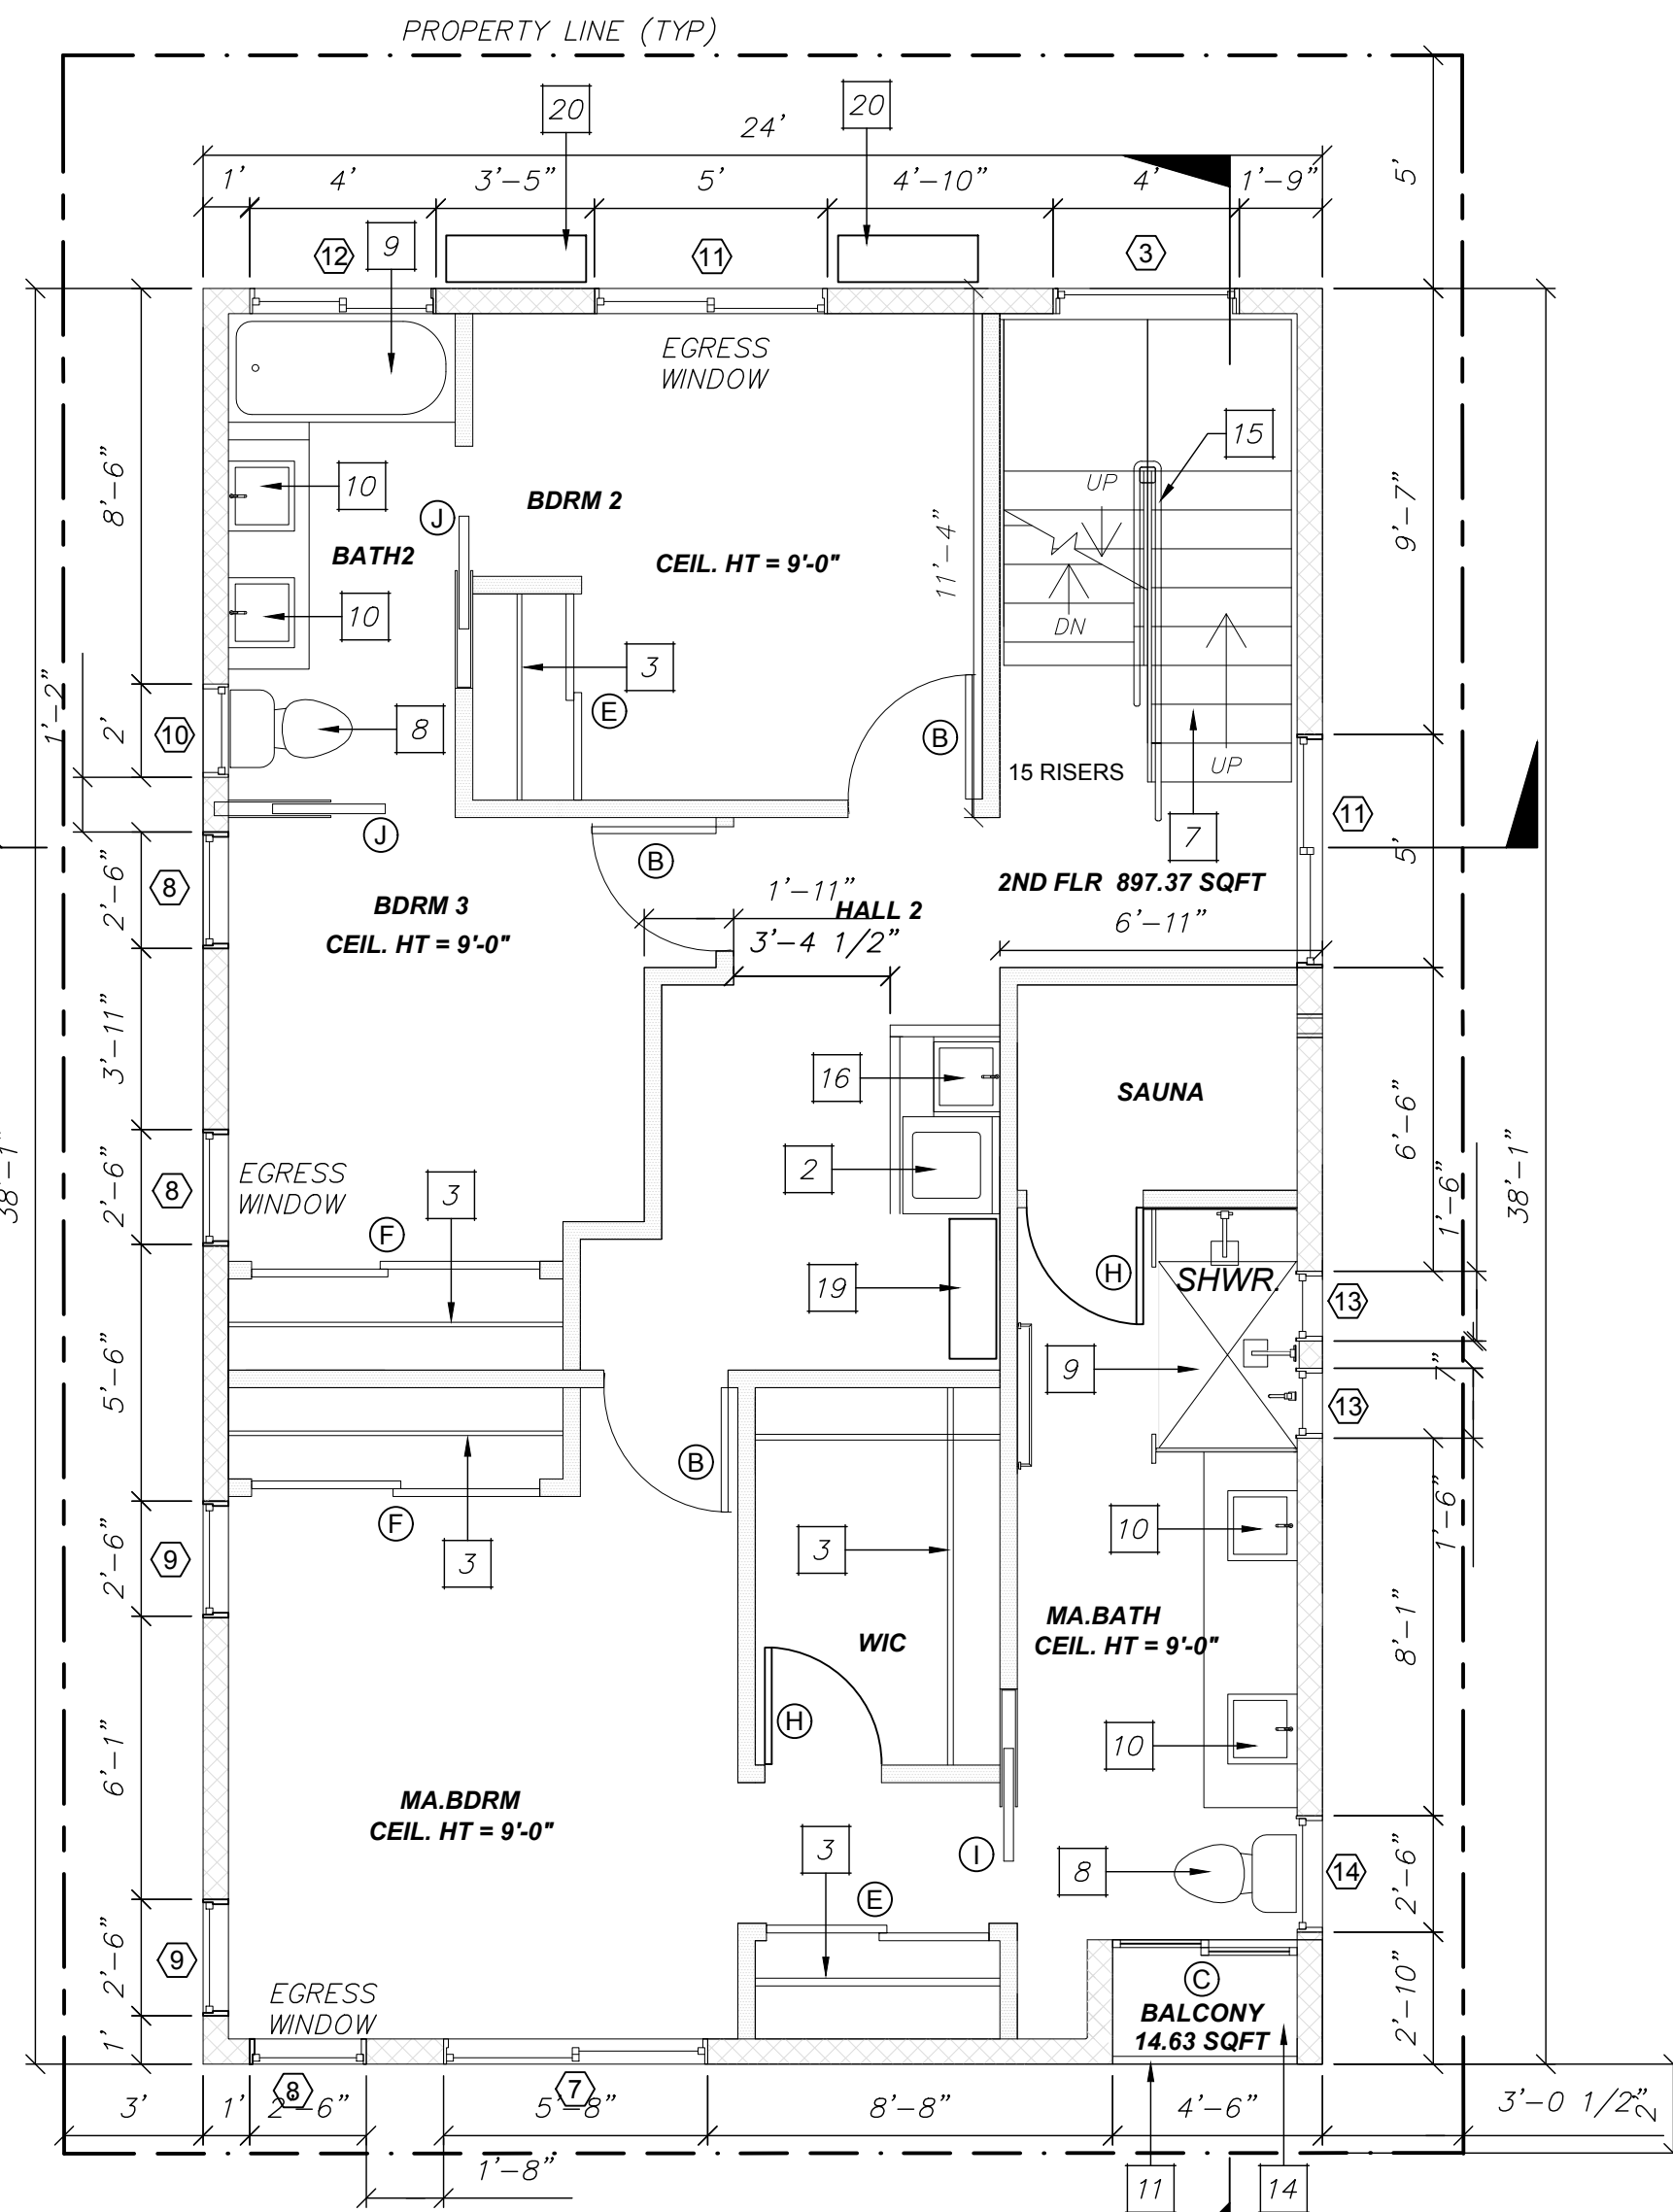 PROPERTY LINE (TYP)
20
20
24'
5'
1'
4'
3'-5"
5'
4'-10"
4'
1'-9"
12
9
11
3
EGRESS
WINDOW
15
UP
8'-6"
10
J
BDRM 2
9'-7"
BATH2
CEIL. HT = 9'-0"
11'-4"
10
DN
3
E
1'-2"
2'
10
8
B
15 RISERS
UP
J
7
11
5'
B
2'-6"
8
BDRM 3
CEIL. HT = 9'-0"
1'-11"
HALL 2
2ND FLR 897.37 SQFT
6'-11"
3'-4 1/2"
3'-11"
16
SAUNA
6'-6"
38'-1"
38'-1"
2
2'-6"
8
EGRESS
WINDOW
3
1'-6"
F
19
H
SHWR.
13
9
7"
5'-6"
13
B
F
3
3
10
1'-6"
2'-6"
9
WIC
MA.BATH
CEIL. HT = 9'-0"
8'-1"
6'-1"
H
10
MA.BDRM
CEIL. HT = 9'-0"
3
I
8
14
2'-6"
E
2'-6"
9
C
EGRESS
WINDOW
BALCONY
14.63 SQFT
2'-10"
1'
3'
1'
8
2'-6"
7
5'-8"
8'-8"
4'-6"
3'-0 1/2"
2"
1'-8"
11
14